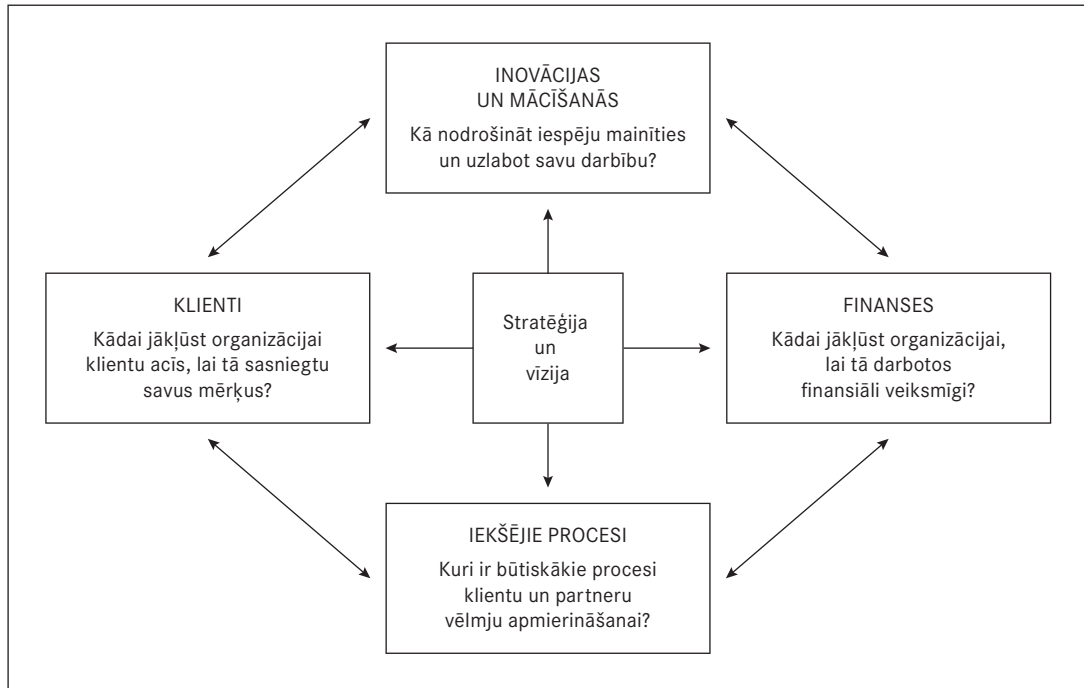 INOVĀCIJAS
UN MĀCĪŠANĀS
Kā nodrošināt iespēju mainīties
un uzlabot savu darbību?
KLIENTI
Kādai jākļūst organizācijai
klientu acīs, lai tā sasniegtu
savus mērķus?
Stratēģija
un
vīzija
FINANSES
Kādai jākļūst organizācijai,
lai tā darbotos
finansiāli veiksmīgi?
IEKŠĒJIE PROCESI
Kuri ir būtiskākie procesi
klientu un partneru
vēlmju apmierināšanai?